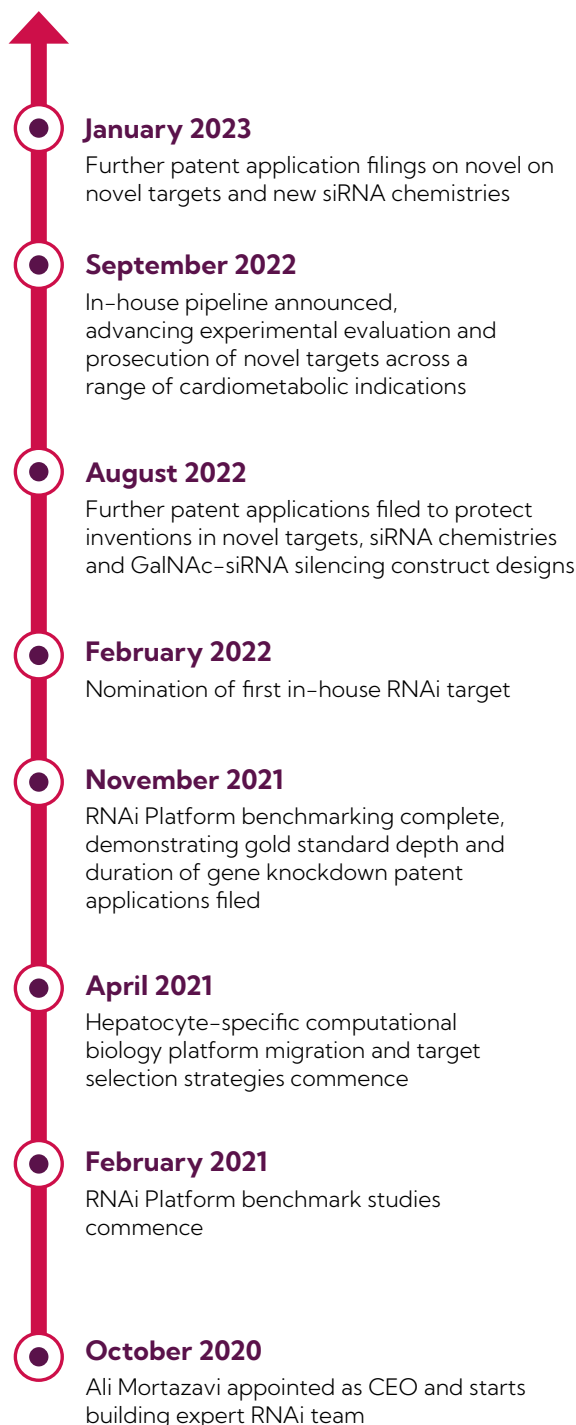 January 2023
Further patent application filings on novel on
novel targets and new siRNA chemistries
September 2022
In-house pipeline announced,
advancing experimental evaluation and
prosecution of novel targets across a
range of cardiometabolic indications
August 2022
Further patent applications filed to protect
inventions in novel targets, siRNA chemistries
and GalNAc-siRNA silencing construct designs
February 2022
Nomination of first in-house RNAi target
November 2021
RNAi Platform benchmarking complete,
demonstrating gold standard depth and
duration of gene knockdown patent
applications filed
April 2021
Hepatocyte-specific computational
biology platform migration and target
selection strategies commence
February 2021
RNAi Platform benchmark studies
commence
October 2020
Ali Mortazavi appointed as CEO and starts
building expert RNAi team